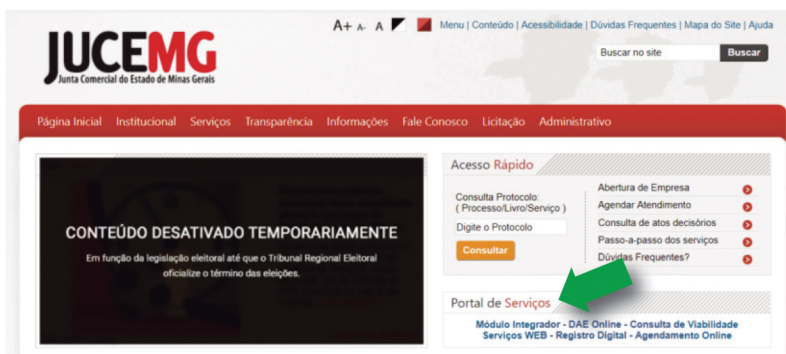 A+ A- A Menu | Conteúdo | Acessibilidade | Dúvidas Frequentes | Mapa do Site | Ajuda
JUCEMG
Junta Comercial do Estado de Minas Gerais
Buscar no site Buscar
Página Inicial Institucional Serviços Transparência Informações Fale Conosco Licitação Administrativo
CONTEÚDO DESATIVADO TEMPORARIAMENTE
Em função da legislação eleitoral até que o Tribunal Regional Eleitoral
oficialize o término das eleições.
Acesso Rápido
Consulta Protocolo:
( Processo/Livro/Serviço )
Digite o Protocolo
Consultar
Abertura de Empresa
Agendar Atendimento
Consulta de atos decisórios
Passo-a-passo dos serviços
Dúvidas Frequentes?
Portal de Serviços
Módulo Integrador - DAE Online - Consulta de Viabilidade
Serviços WEB - Registro Digital - Agendamento Online